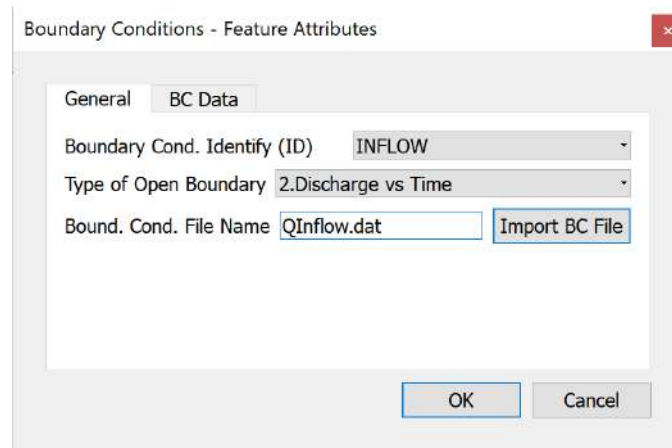 Boundary Conditions - Feature Attributes
General BC Data
Boundary Cond. Identify (ID) INFLOW
Type of Open Boundary 2.Discharge vs Time
Bound. Cond. File Name QInflow.dat Import BC File
OK Cancel